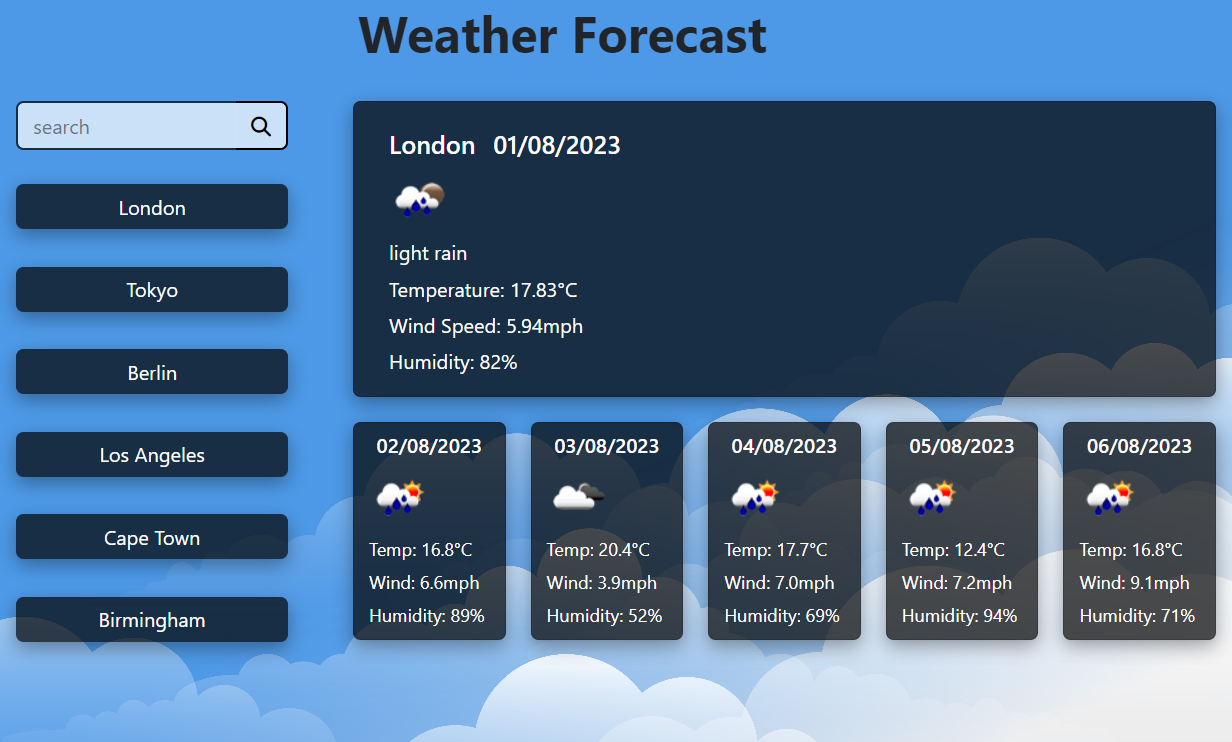 Weather Forecast
search
London
Tokyo
Berlin
Los Angeles
Cape Town
Birmingham
London 01/08/2023
light rain
Temperature: 17.83°C
Wind Speed: 5.94mph
Humidity: 82%
02/08/2023
Temp: 16.8°C
Wind: 6.6mph
Humidity: 89%
03/08/2023
Temp: 20.4°C
Wind: 3.9mph
Humidity: 52%
04/08/2023
Temp: 17.7°C
Wind: 7.0mph
Humidity: 69%
05/08/2023
Temp: 12.4°C
Wind: 7.2mph
Humidity: 94%
06/08/2023
Temp: 16.8°C
Wind: 9.1mph
Humidity: 71%